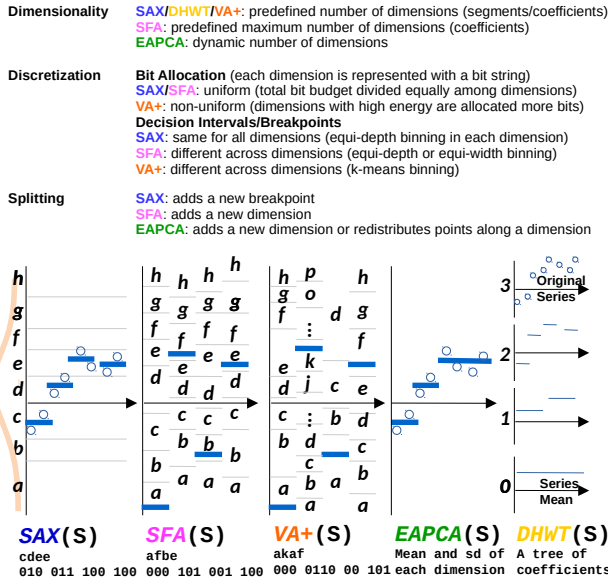 Dimensionality SAX/DHWT/VA+: predefined number of dimensions (segments/coefficients)
SFA: predefined maximum number of dimensions (coefficients)
EAPCA: dynamic number of dimensions
Discretization Bit Allocation (each dimension is represented with a bit string)
SAX/SFA: uniform (total bit budget divided equally among dimensions)
VA+: non-uniform (dimensions with high energy are allocated more bits)
Decision Intervals/Breakpoints
SAX: same for all dimensions (equi-depth binning in each dimension)
SFA: different across dimensions (equi-depth or equi-width binning)
VA+: different across dimensions (k-means binning)
Splitting SAX: adds a new breakpoint
SFA: adds a new dimension
EAPCA: adds a new dimension or redistributes points along a dimension
h
g
f
e
d
c
b
a
h h h h
g g g g
f f f f
e e e e
d d d d
c c c c
b b b b
a a a a
h
g
f
e
d
c
b
a
p
o
⋮
k
j
⋮
d
c
b
a
d
c
b
a
h
g
f
e
d
c
b
a
3 Original
Series
2
1
0 Series
Mean
SAX(S) SFA(S) VA+(S) EAPCA(S) DHWT(S)
cdee afbe akaf Mean and sd of A tree of
010 011 100 100 000 101 001 100 000 0110 00 101 each dimension coefficients